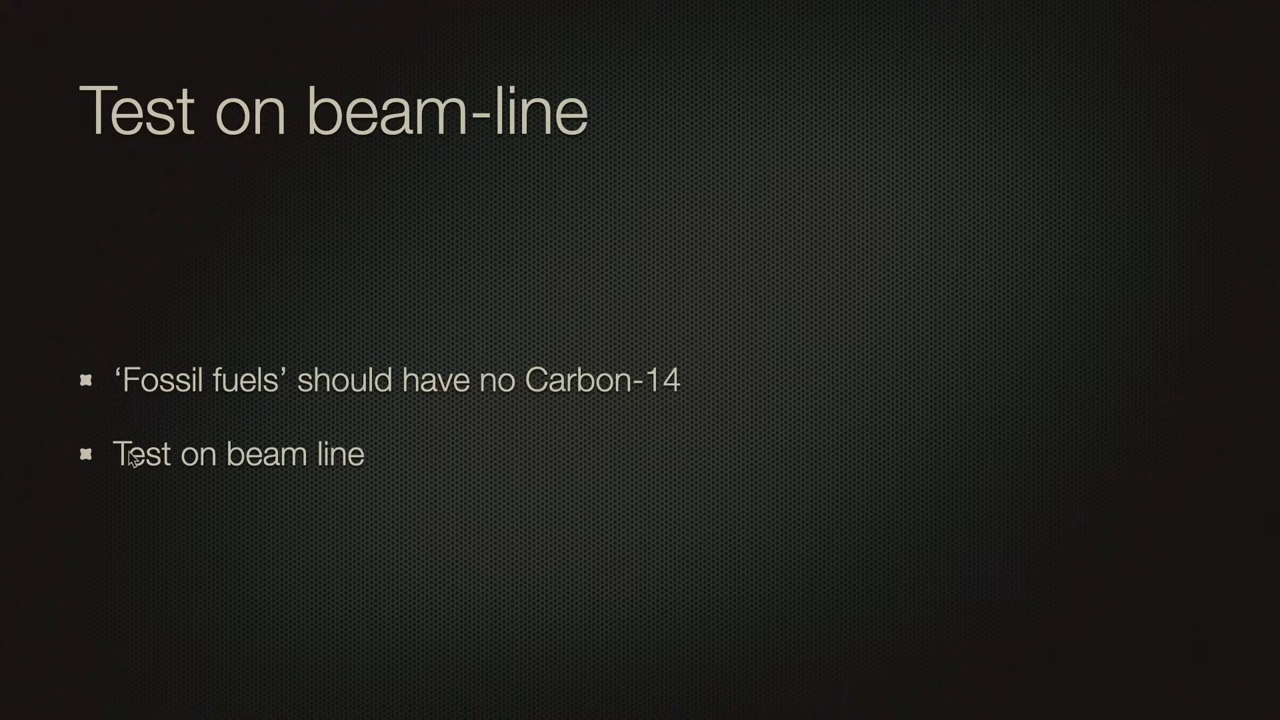 Test on beam-line
‘Fossil fuels’ should have no Carbon-14
Test on beam line